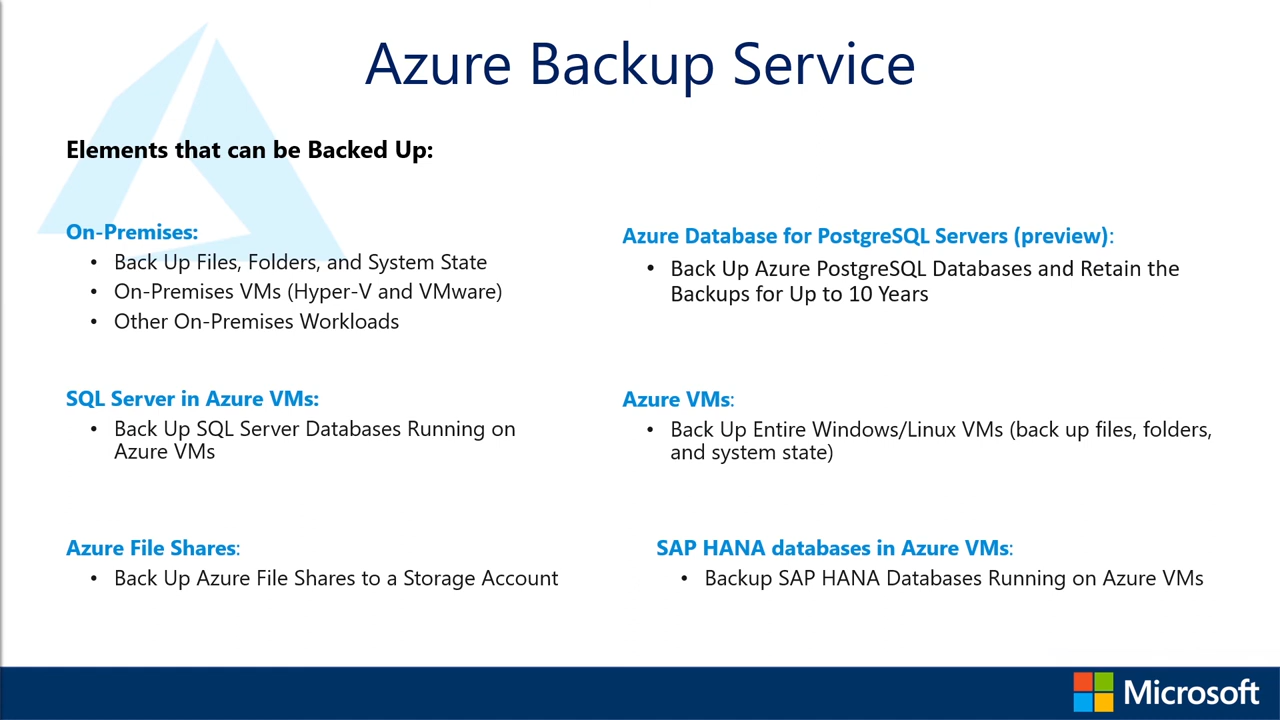 Azure Backup Service
Elements that can be Backed Up:
On-Premises:
• Back Up Files, Folders, and System State
• On-Premises VMs (Hyper-V and VMware)
• Other On-Premises Workloads
SQL Server in Azure VMs:
• Back Up SQL Server Databases Running on
Azure VMs
Azure File Shares:
• Back Up Azure File Shares to a Storage Account
Azure Database for PostgreSQL Servers (preview):
• Back Up Azure PostgreSQL Databases and Retain the
Backups for Up to 10 Years
Azure VMs:
• Back Up Entire Windows/Linux VMs (back up files, folders,
and system state)
SAP HANA databases in Azure VMs:
• Backup SAP HANA Databases Running on Azure VMs
Microsoft